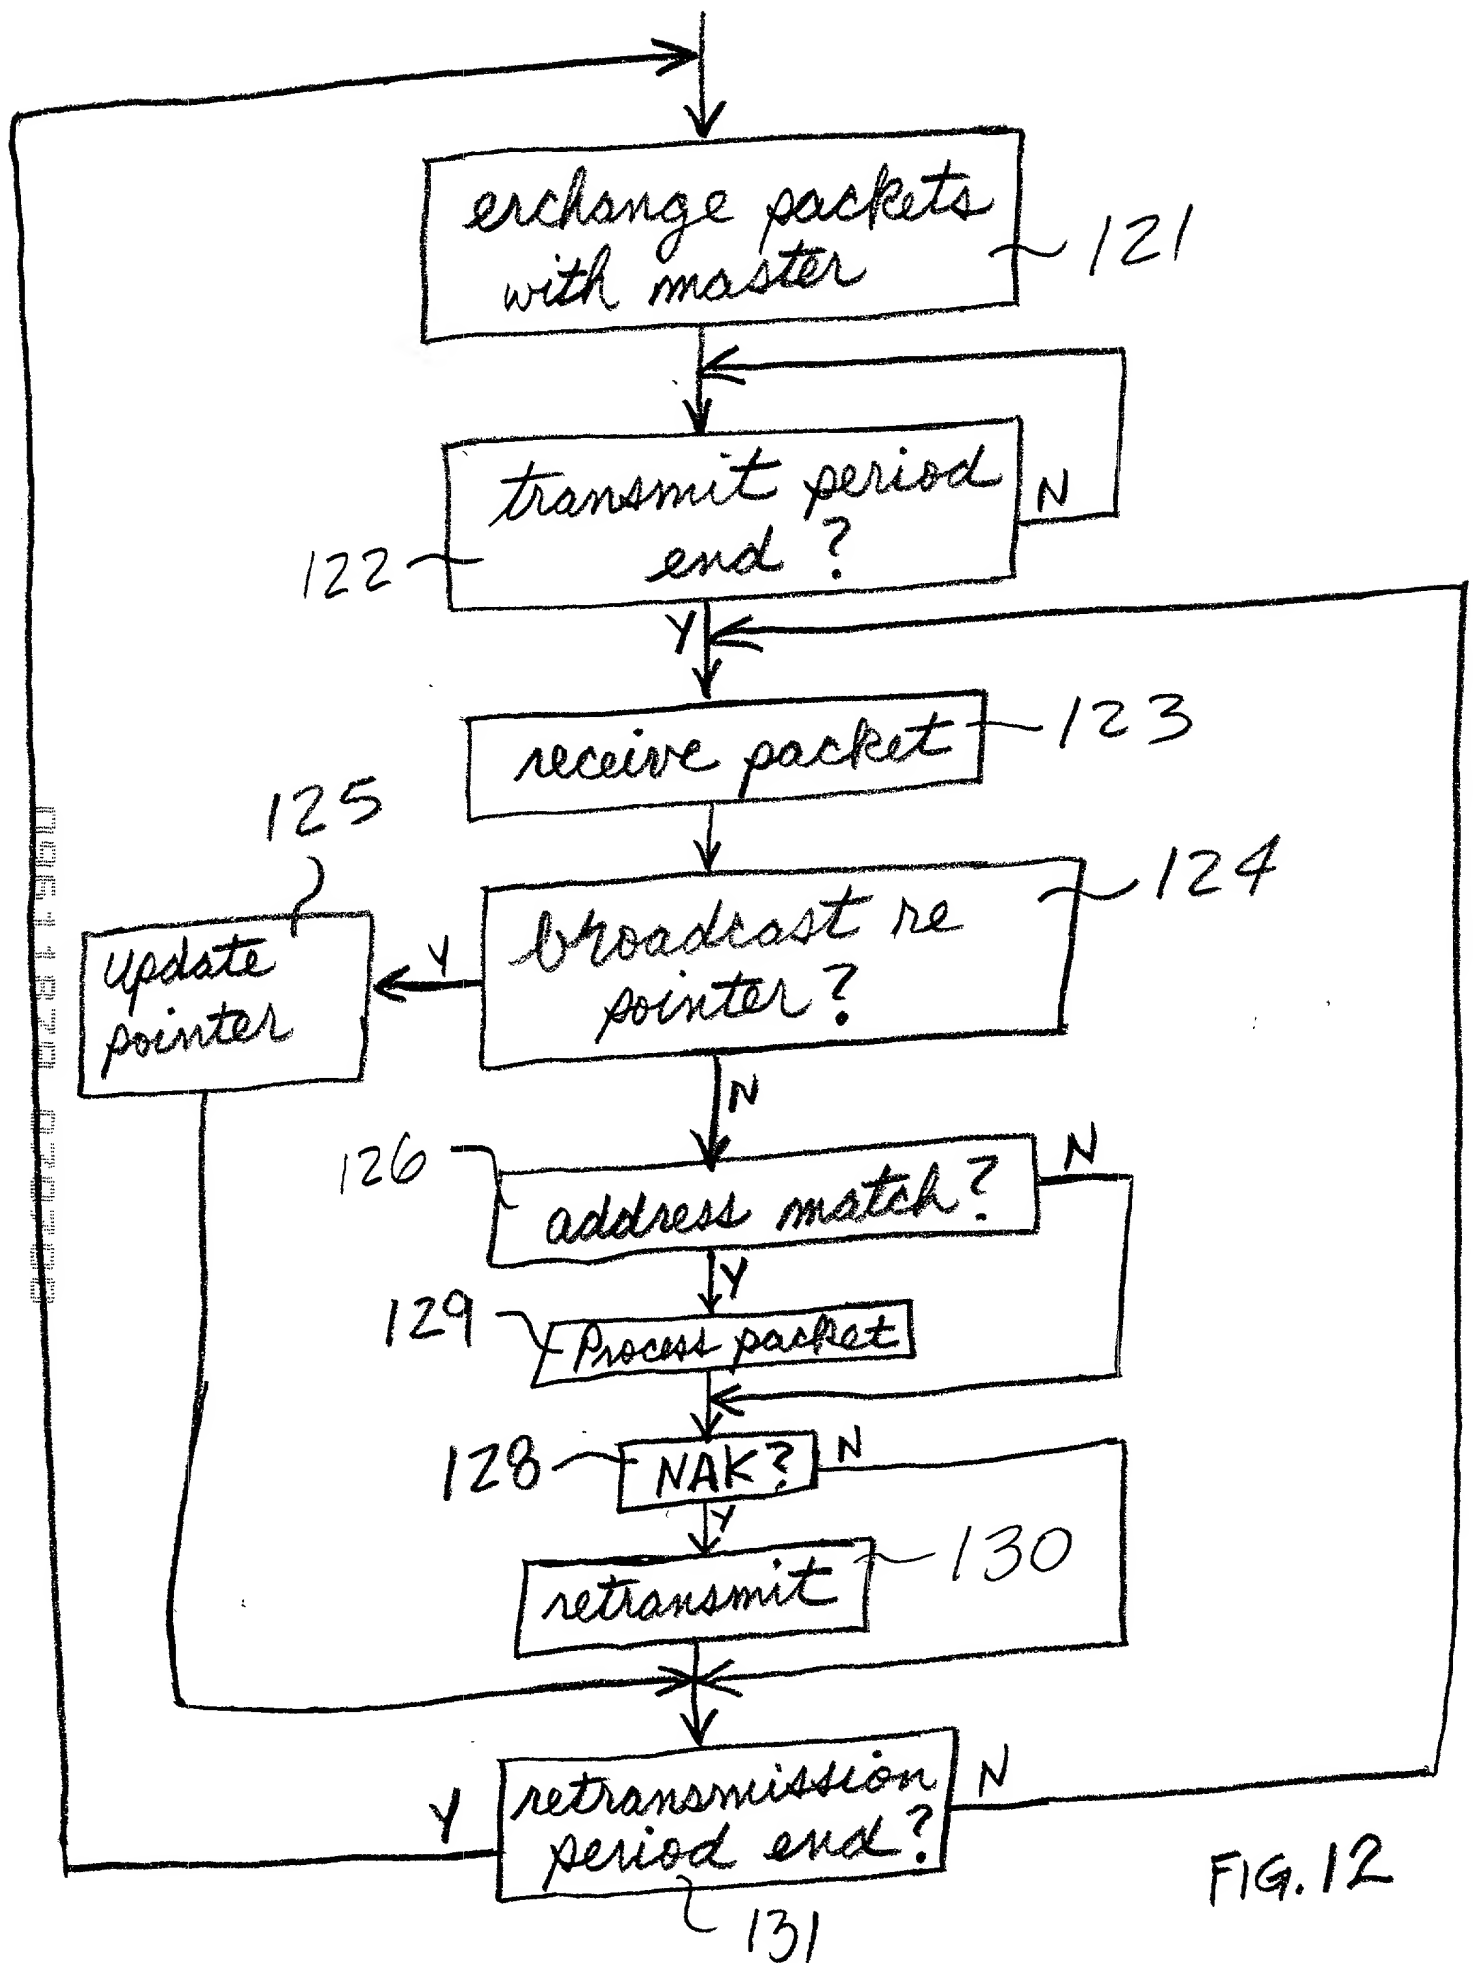 exchange packets
with master
121
N
transmit period
end ?
122
Y
receive packet
123
125
broadcast re
pointer?
124
Y
update
pointer
N
126
address match?
N
Y
129
Process packet
128
NAK?
N
Y
retransmit
130
retransmission
period end?
N
Y
131
FIG. 12